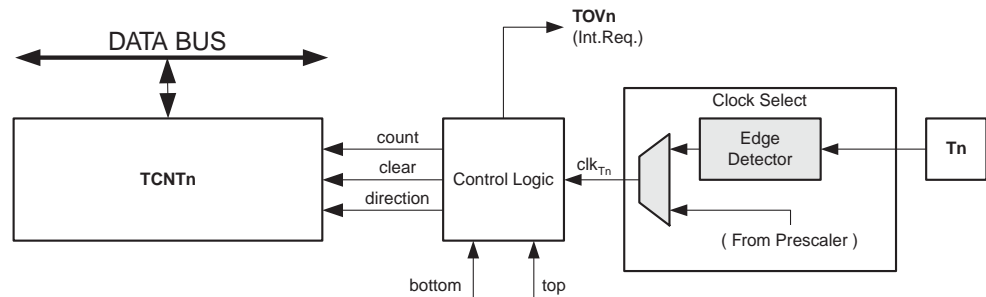 TOVn
(Int.Req.)
DATA BUS
Clock Select
Edge
Detector
Tn
TCNTn
count
clear
direction
Control Logic
clkTn
( From Prescaler )
bottom
top